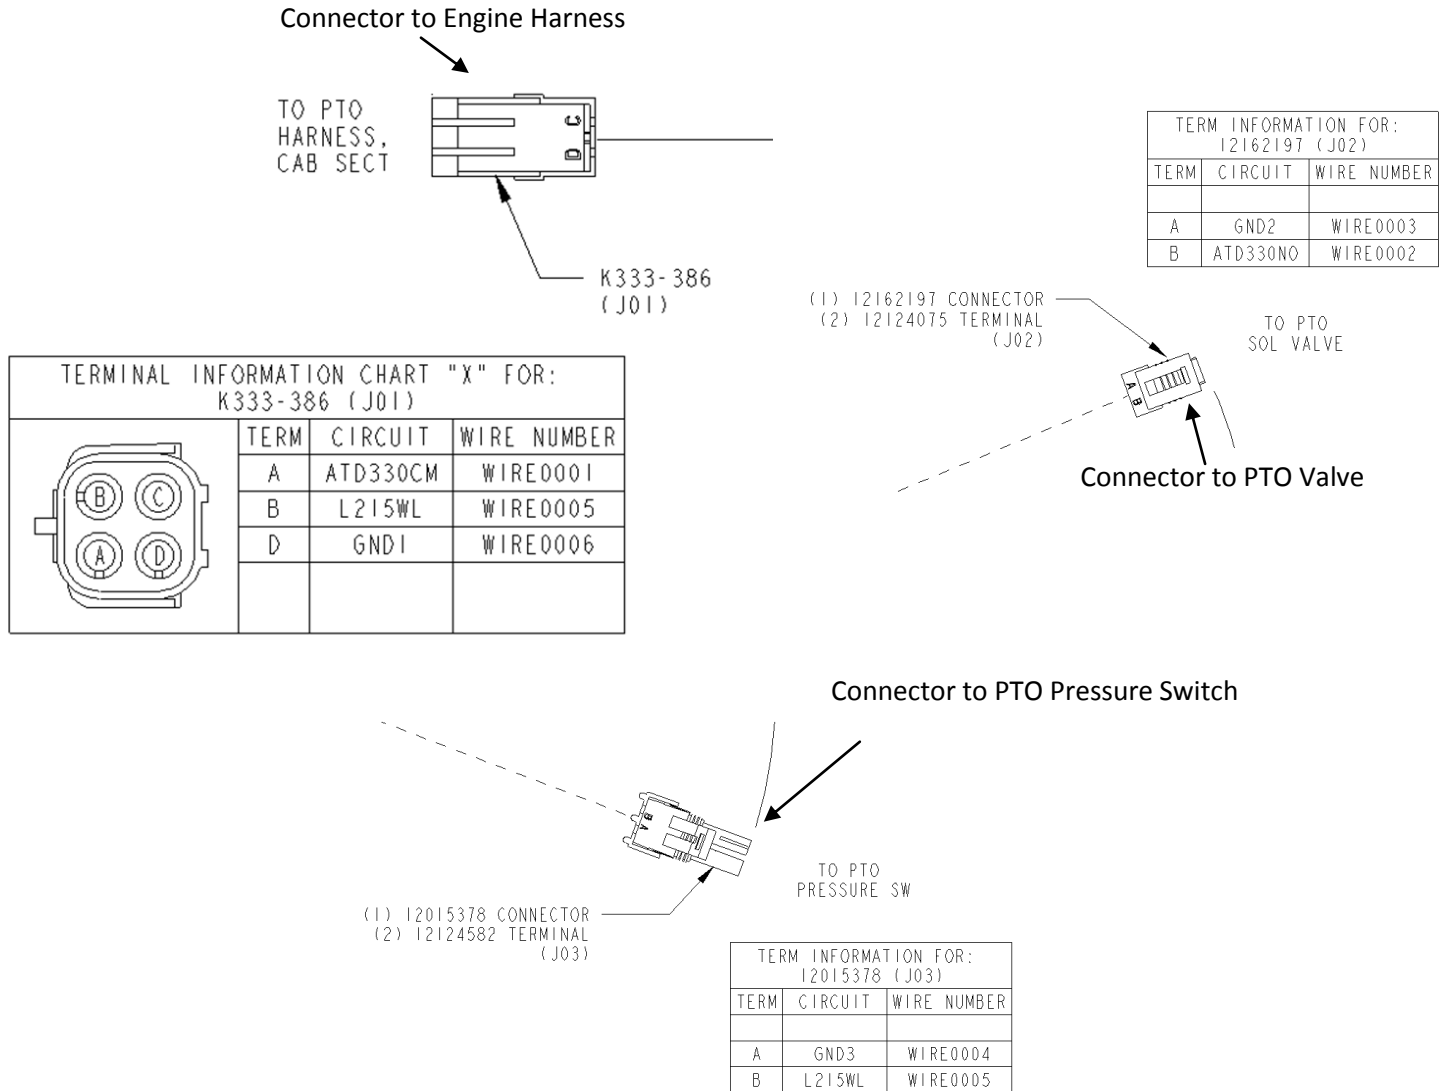 Connector to Engine Harness
TO PTO
HARNESS,
CAB SECT
C
D
K333-386
(J01)
TERM INFORMATION FOR:
12162197 (J02)
TERM CIRCUIT WIRE NUMBER
A GND2 WIRE0003
B ATD330NO WIRE0002
(1) 12162197 CONNECTOR
(2) 12124075 TERMINAL
(J02)
TO PTO
SOL VALVE
A
B
Connector to PTO Valve
TERMINAL INFORMATION CHART "X" FOR:
K333-386 (J01)
TERM CIRCUIT WIRE NUMBER
A ATD330CM WIRE0001
B L215WL WIRE0005
D GND1 WIRE0006
B C
A D
Connector to PTO Pressure Switch
B
A
TO PTO
PRESSURE SW
(1) 12015378 CONNECTOR
(2) 12124582 TERMINAL
(J03)
TERM INFORMATION FOR:
12015378 (J03)
TERM CIRCUIT WIRE NUMBER
A GND3 WIRE0004
B L215WL WIRE0005